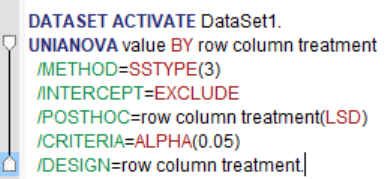 DATASET ACTIVATE DataSet1.
UNIANOVA value BY row column treatment
/METHOD=SSTYPE(3)
/INTERCEPT=EXCLUDE
/POSTHOC=row column treatment(LSD)
/CRITERIA=ALPHA(0.05)
/DESIGN=row column treatment.